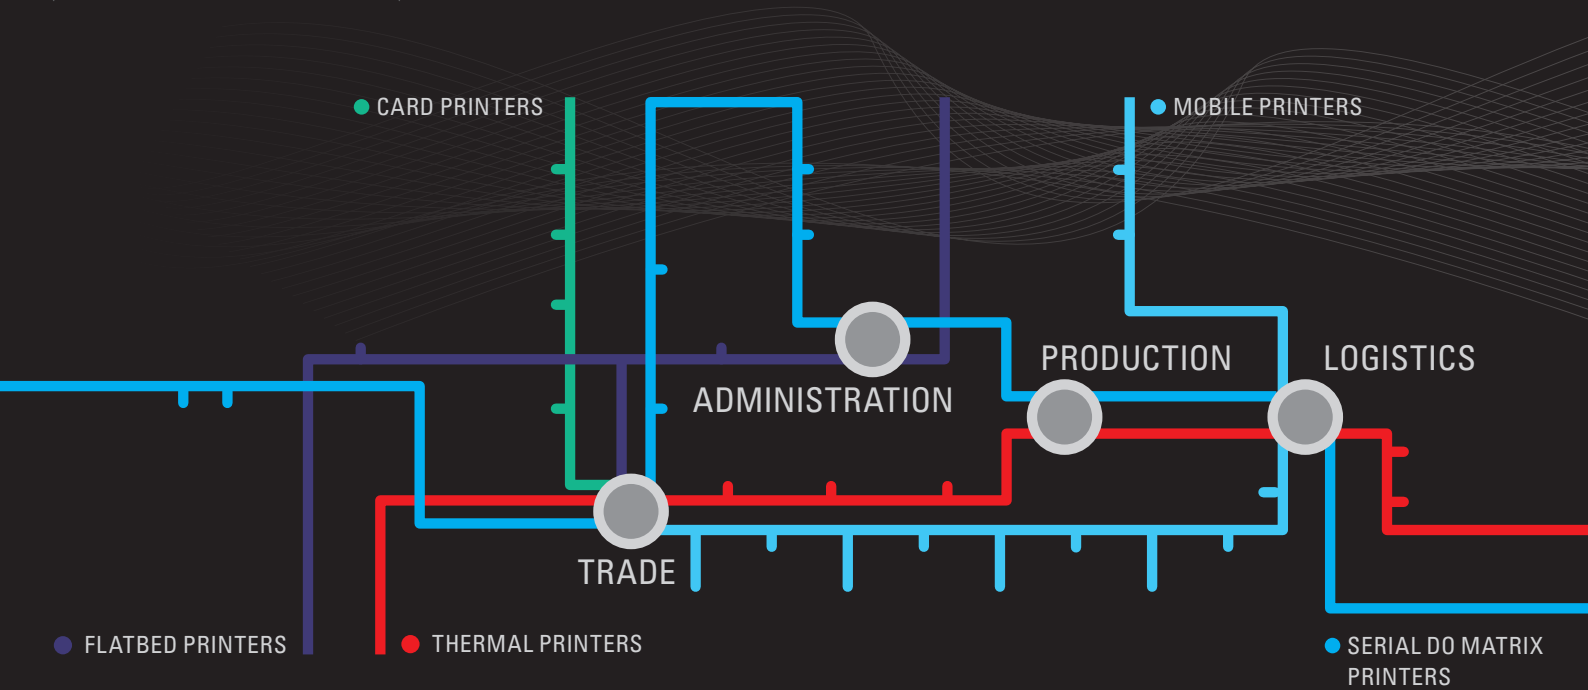 CARD PRINTERS
MOBILE PRINTERS
PRODUCTION
LOGISTICS
ADMINISTRATION
TRADE
FLATBED PRINTERS
THERMAL PRINTERS
SERIAL DO MATRIX
PRINTERS